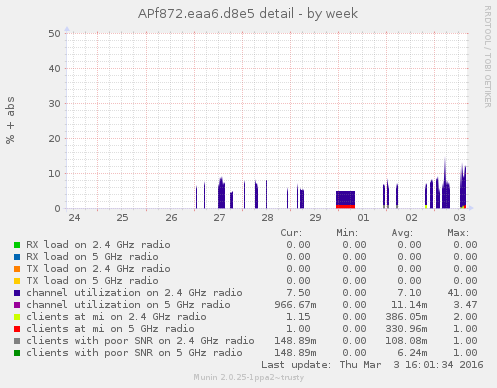 APf872.eaa6.d8e5 detail - by week
RRDTOOL / TOBI OETIKER
% + abs
50
40
30
20
10
0
24 25 26 27 28 29 01 02 03
Cur: Min: Avg: Max:
RX load on 2.4 GHz radio 0.00 0.00 0.00 0.00
RX load on 5 GHz radio 0.00 0.00 0.00 0.00
TX load on 2.4 GHz radio 0.00 0.00 0.00 0.00
TX load on 5 GHz radio 0.00 0.00 0.00 0.00
channel utilization on 2.4 GHz radio 7.50 0.00 7.10 41.00
channel utilization on 5 GHz radio 966.67m 0.00 11.14m 3.47
clients at mi on 2.4 GHz radio 1.15 0.00 386.05m 2.00
clients at mi on 5 GHz radio 1.00 0.00 330.96m 1.00
clients with poor SNR on 2.4 GHz radio 148.89m 0.00 108.08m 1.00
clients with poor SNR on 5 GHz radio 148.89m 0.00 6.24m 1.00
Last update: Thu Mar 3 16:01:34 2016
Munin 2.0.25-1ppa2~trusty